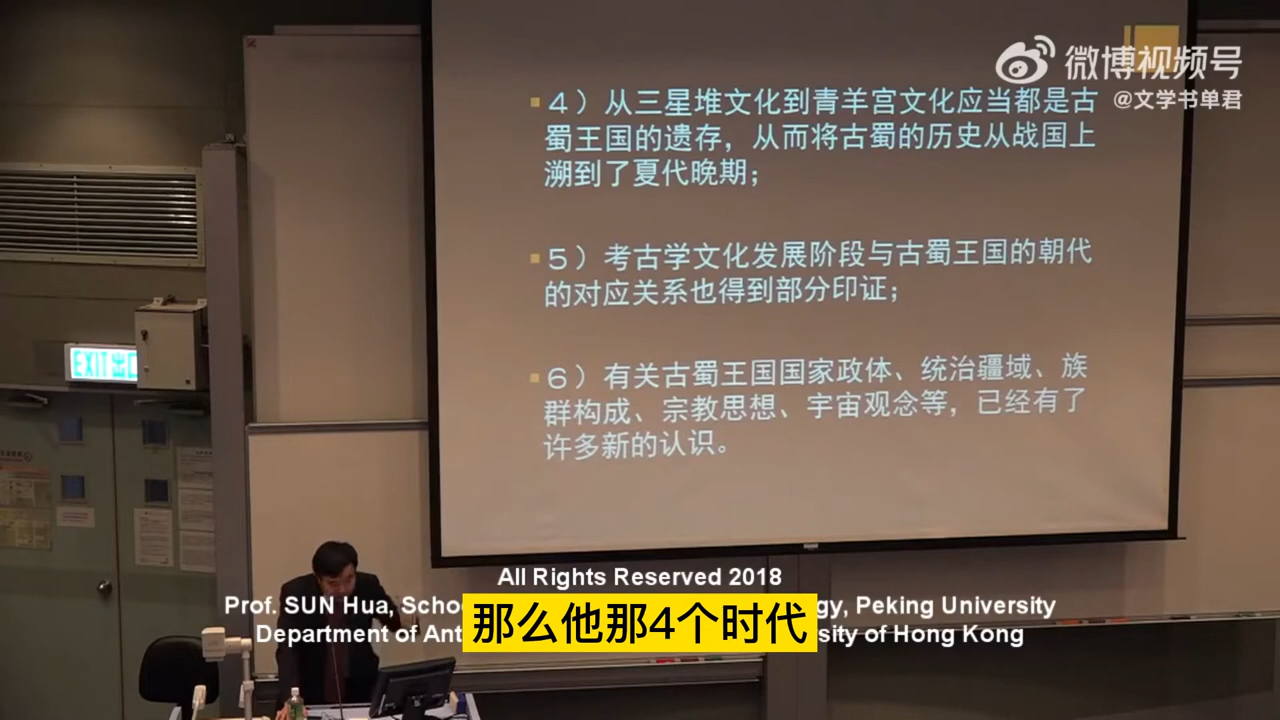 微博视频号
@文学书单君
4）从三星堆文化到青羊宫文化应当都是古
蜀王国的遗存，从而将古蜀的历史从战国上
溯到了夏代晚期；
5）考古学文化发展阶段与古蜀王国的朝代
的对应关系也得到部分印证；
6）有关古蜀王国国家政体、统治疆域、族
群构成、宗教思想、宇宙观念等，已经有了
许多新的认识。
EXIT 出口
All Rights Reserved 2018
Prof. SUN Hua, Schoo gy, Peking University
Department of Ant sity of Hong Kong
那么他那4个时代